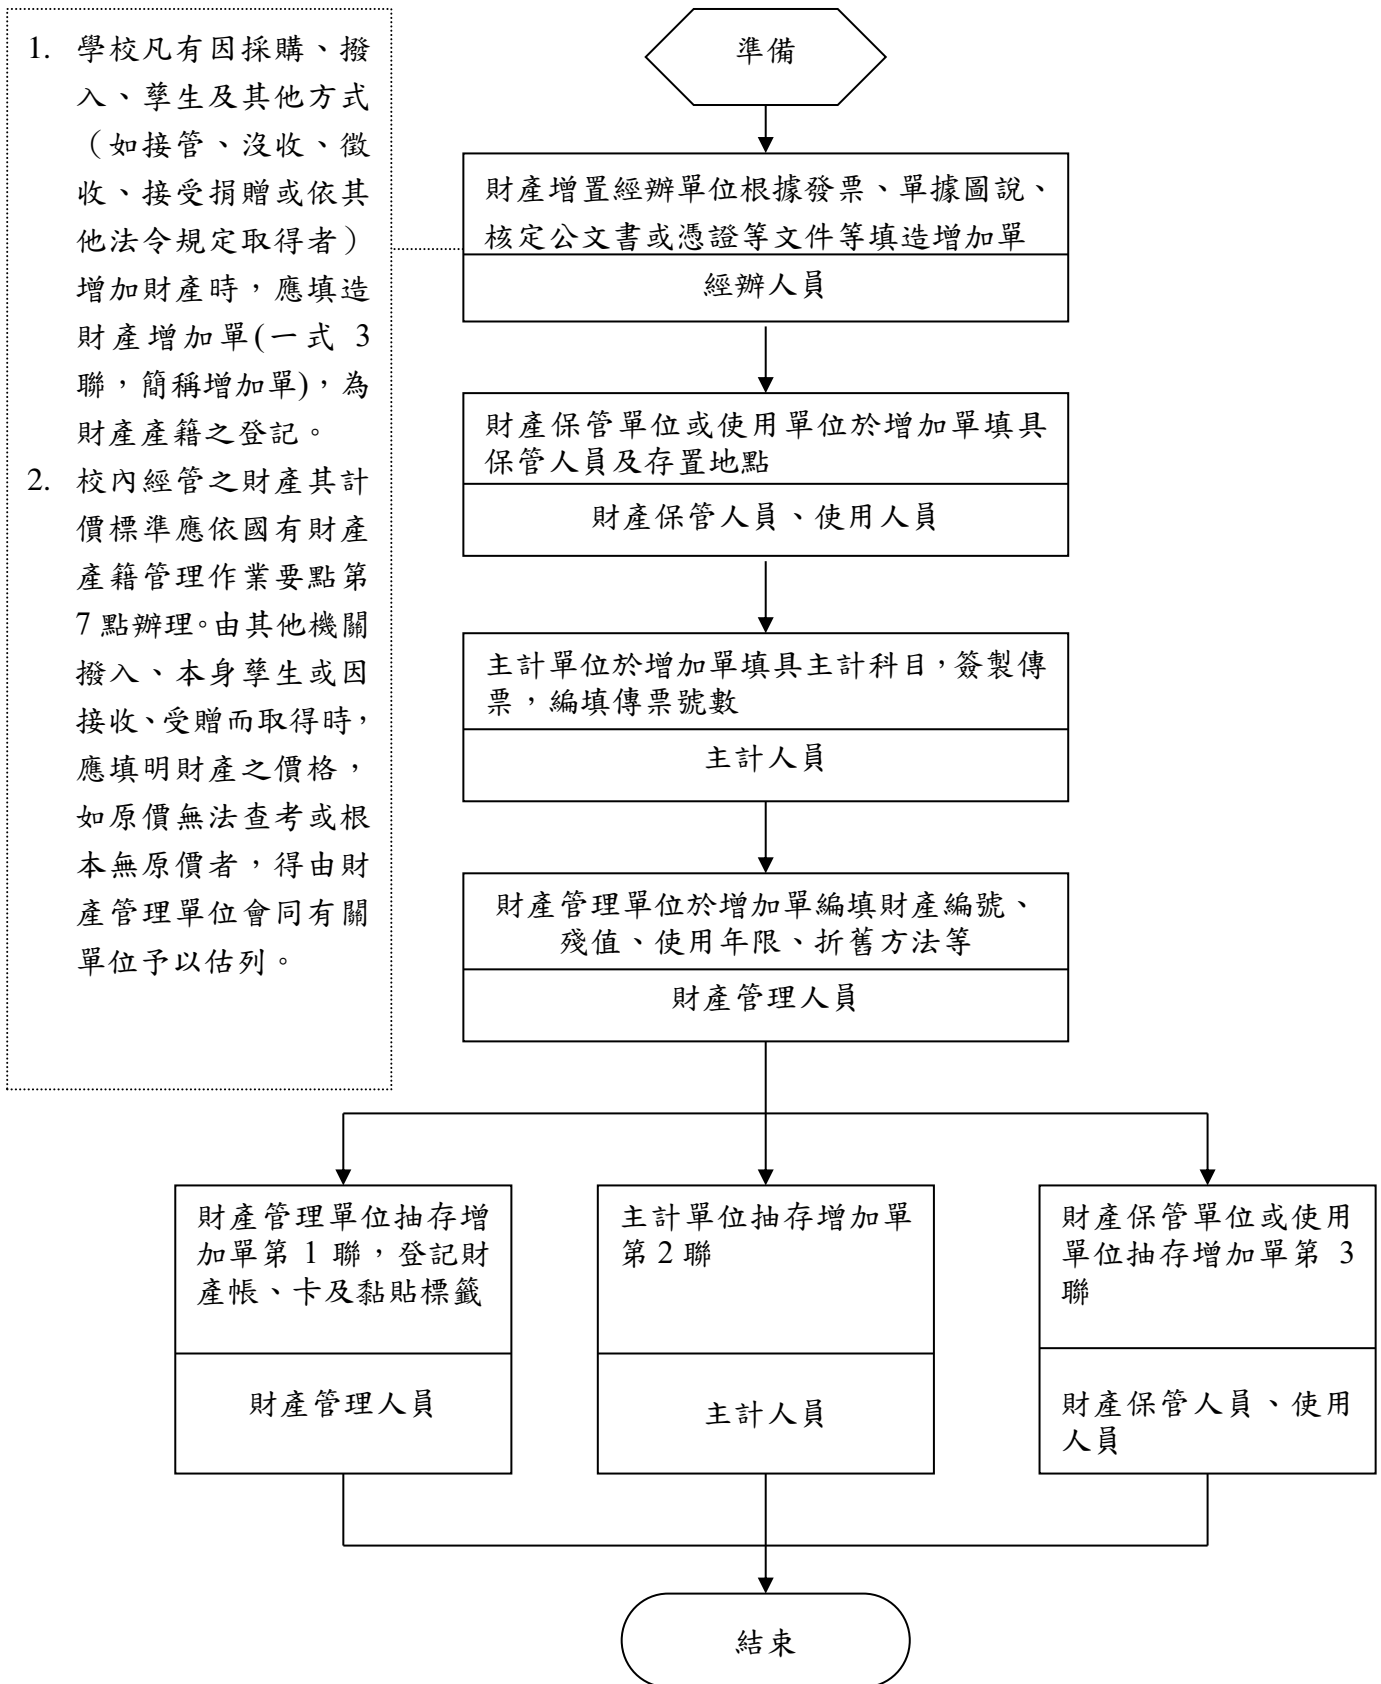 1. 學校凡有因採購、撥
入、孳生及其他方式
（如接管、沒收、徵
收、接受捐贈或依其
他法令規定取得者）
增加財產時，應填造
財產增加單(一式 3
聯，簡稱增加單)，為
財產產籍之登記。
2. 校內經管之財產其計
價標準應依國有財產
產籍管理作業要點第
7 點辦理。由其他機關
撥入、本身孳生或因
接收、受贈而取得時，
應填明財產之價格，
如原價無法查考或根
本無原價者，得由財
產管理單位會同有關
單位予以估列。
準備
財產增置經辦單位根據發票、單據圖說、
核定公文書或憑證等文件等填造增加單
經辦人員
財產保管單位或使用單位於增加單填具
保管人員及存置地點
財產保管人員、使用人員
主計單位於增加單填具主計科目，簽製傳
票，編填傳票號數
主計人員
財產管理單位於增加單編填財產編號、
殘值、使用年限、折舊方法等
財產管理人員
財產管理單位抽存增
加單第 1 聯，登記財
產帳、卡及黏貼標籤
財產管理人員
主計單位抽存增加單
第 2 聯
主計人員
財產保管單位或使用
單位抽存增加單第 3
聯
財產保管人員、使用
人員
結束